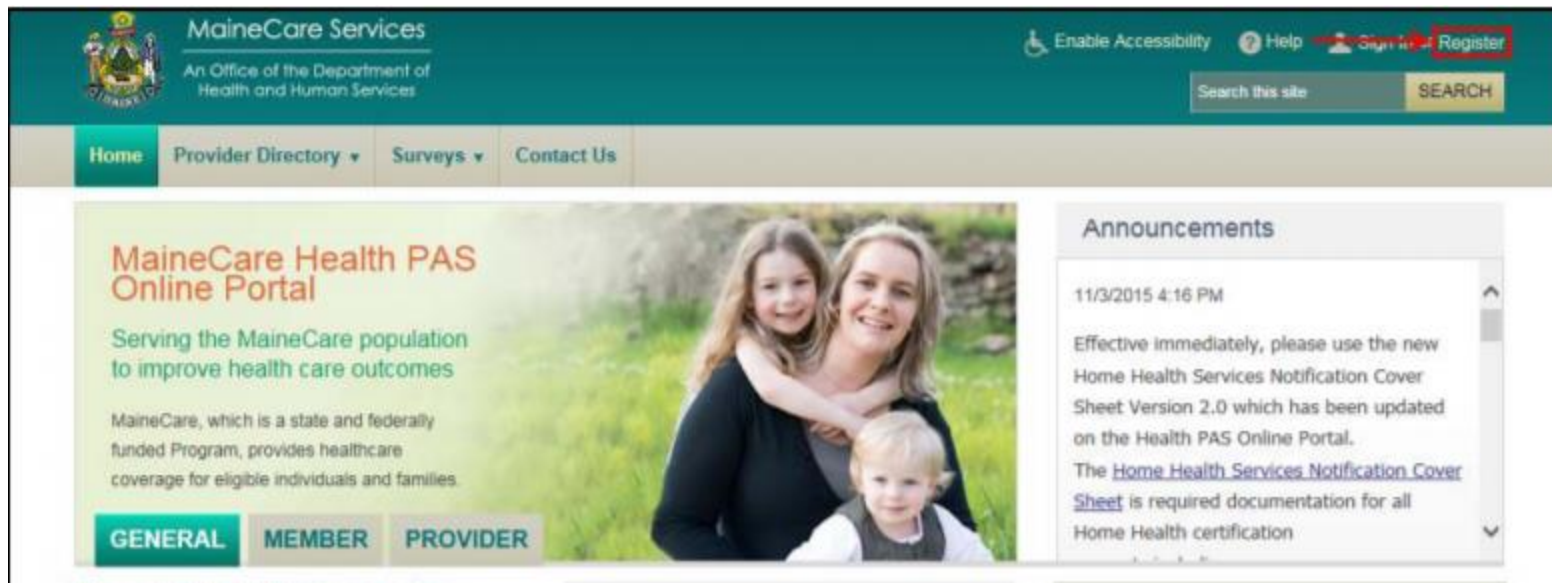 MaineCare Services
An Office of the Department of
Health and Human Services
Enable Accessibility Help Sign In or Register
Search this site SEARCH
Home Provider Directory Surveys Contact Us
MaineCare Health PAS
Online Portal
Serving the MaineCare population
to improve health care outcomes
MaineCare, which is a state and federally
funded Program, provides healthcare
coverage for eligible individuals and families.
GENERAL MEMBER PROVIDER
Announcements
11/3/2015 4:16 PM
Effective immediately, please use the new
Home Health Services Notification Cover
Sheet Version 2.0 which has been updated
on the Health PAS Online Portal.
The Home Health Services Notification Cover
Sheet is required documentation for all
Home Health certification